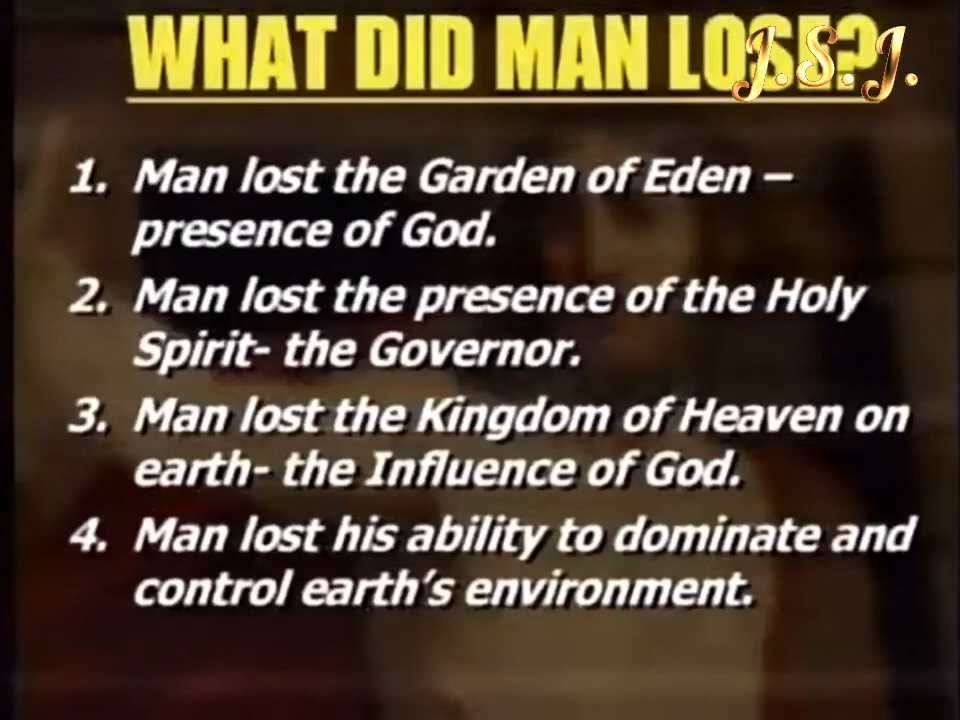 WHAT DID MAN LOSE?
J.S.J.
1. Man lost the Garden of Eden –
presence of God.
2. Man lost the presence of the Holy
Spirit- the Governor.
3. Man lost the Kingdom of Heaven on
earth- the Influence of God.
4. Man lost his ability to dominate and
control earth's environment.